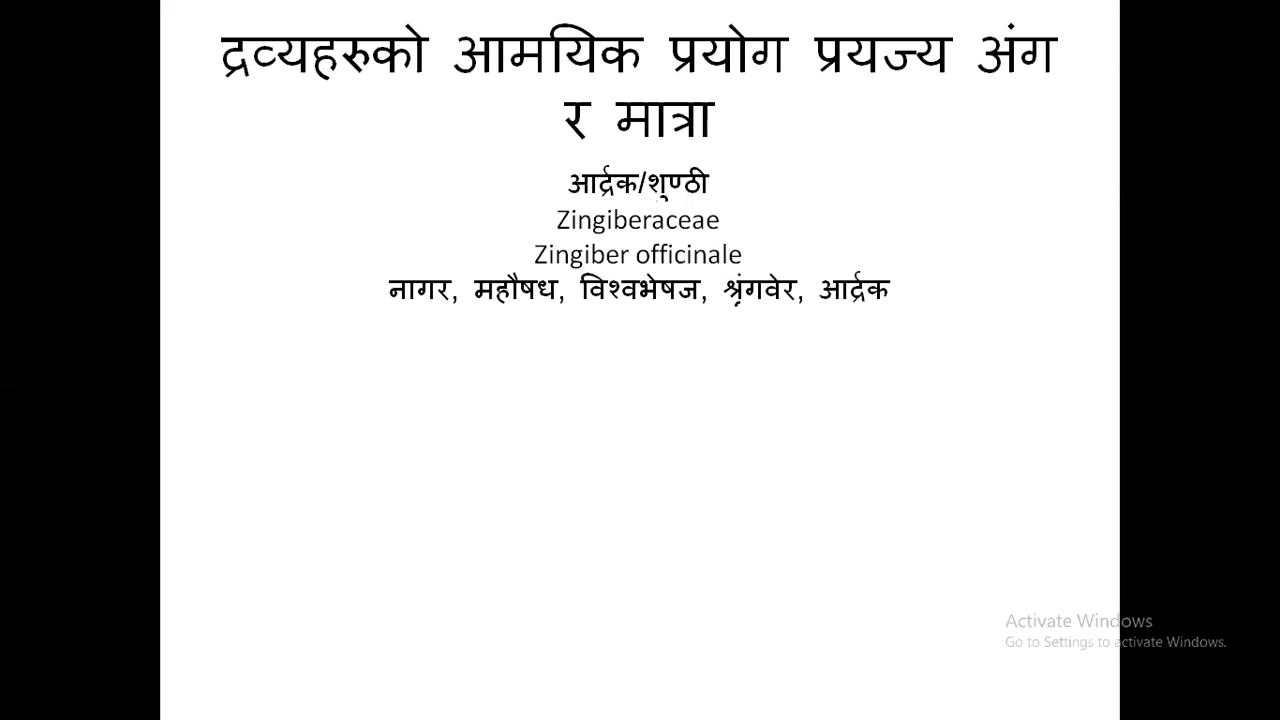 द्रव्यहरुको आमयिक प्रयोग प्रयज्य अंग
र मात्रा
आर्द्रक/शुण्ठी
Zingiberaceae
Zingiber officinale
नागर, महौषध, विश्वभेषज, श्रृंगवेर, आर्द्रक
Activate Windows
Go to Settings to activate Windows.